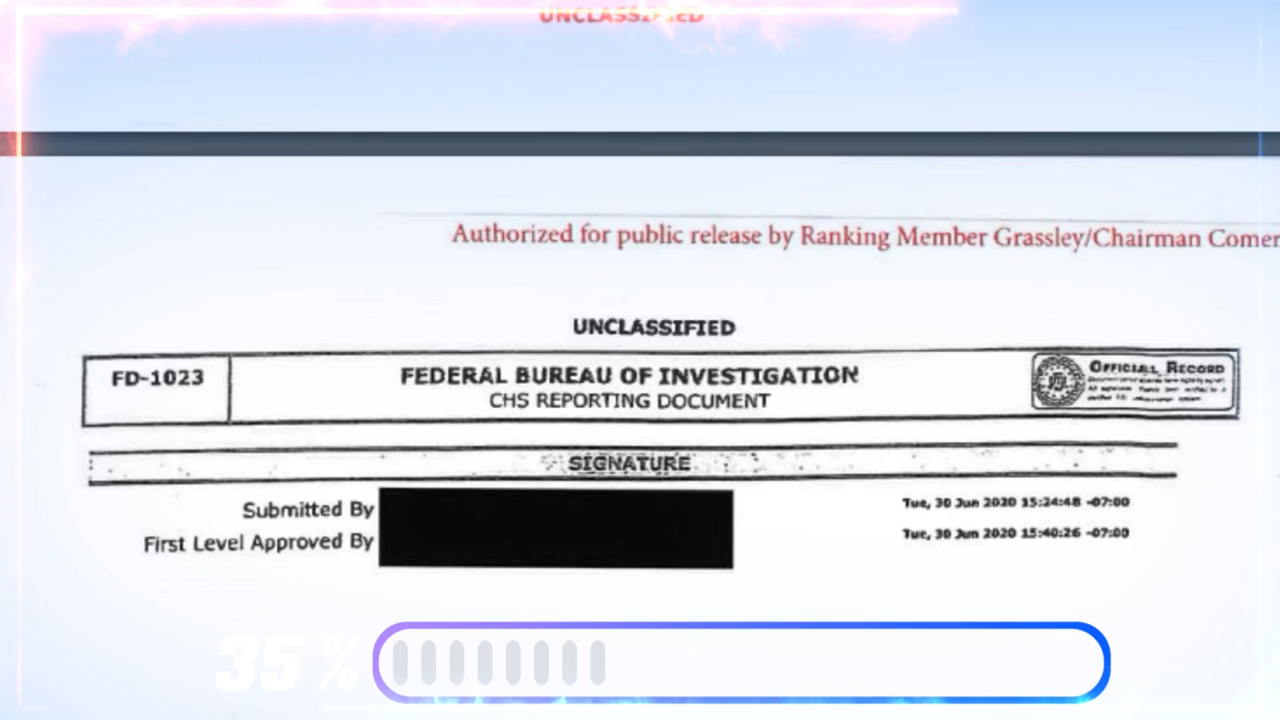 UNCLASSIFIED
Authorized for public release by Ranking Member Grassley/Chairman Comer
UNCLASSIFIED
FD-1023
FEDERAL BUREAU OF INVESTIGATION
CHS REPORTING DOCUMENT
OFFICIAL RECORD
SIGNATURE
Submitted By
Tue, 30 Jun 2020 15:24:48 -07:00
First Level Approved By
Tue, 30 Jun 2020 15:40:26 -07:00
35%